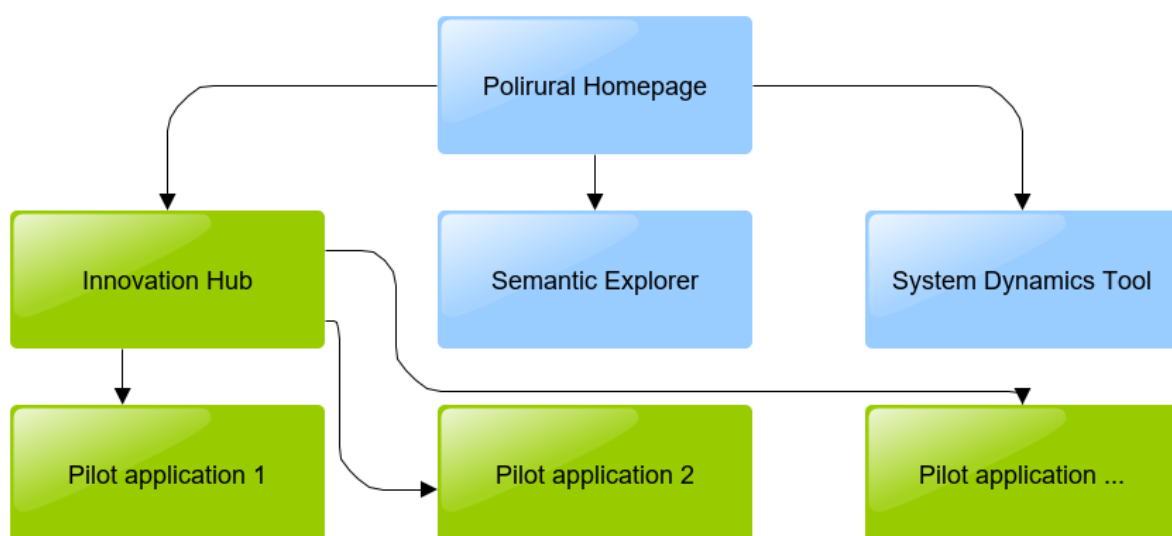 Polirural Homepage
Innovation Hub
Semantic Explorer
System Dynamics Tool
Pilot application 1
Pilot application 2
Pilot application ...